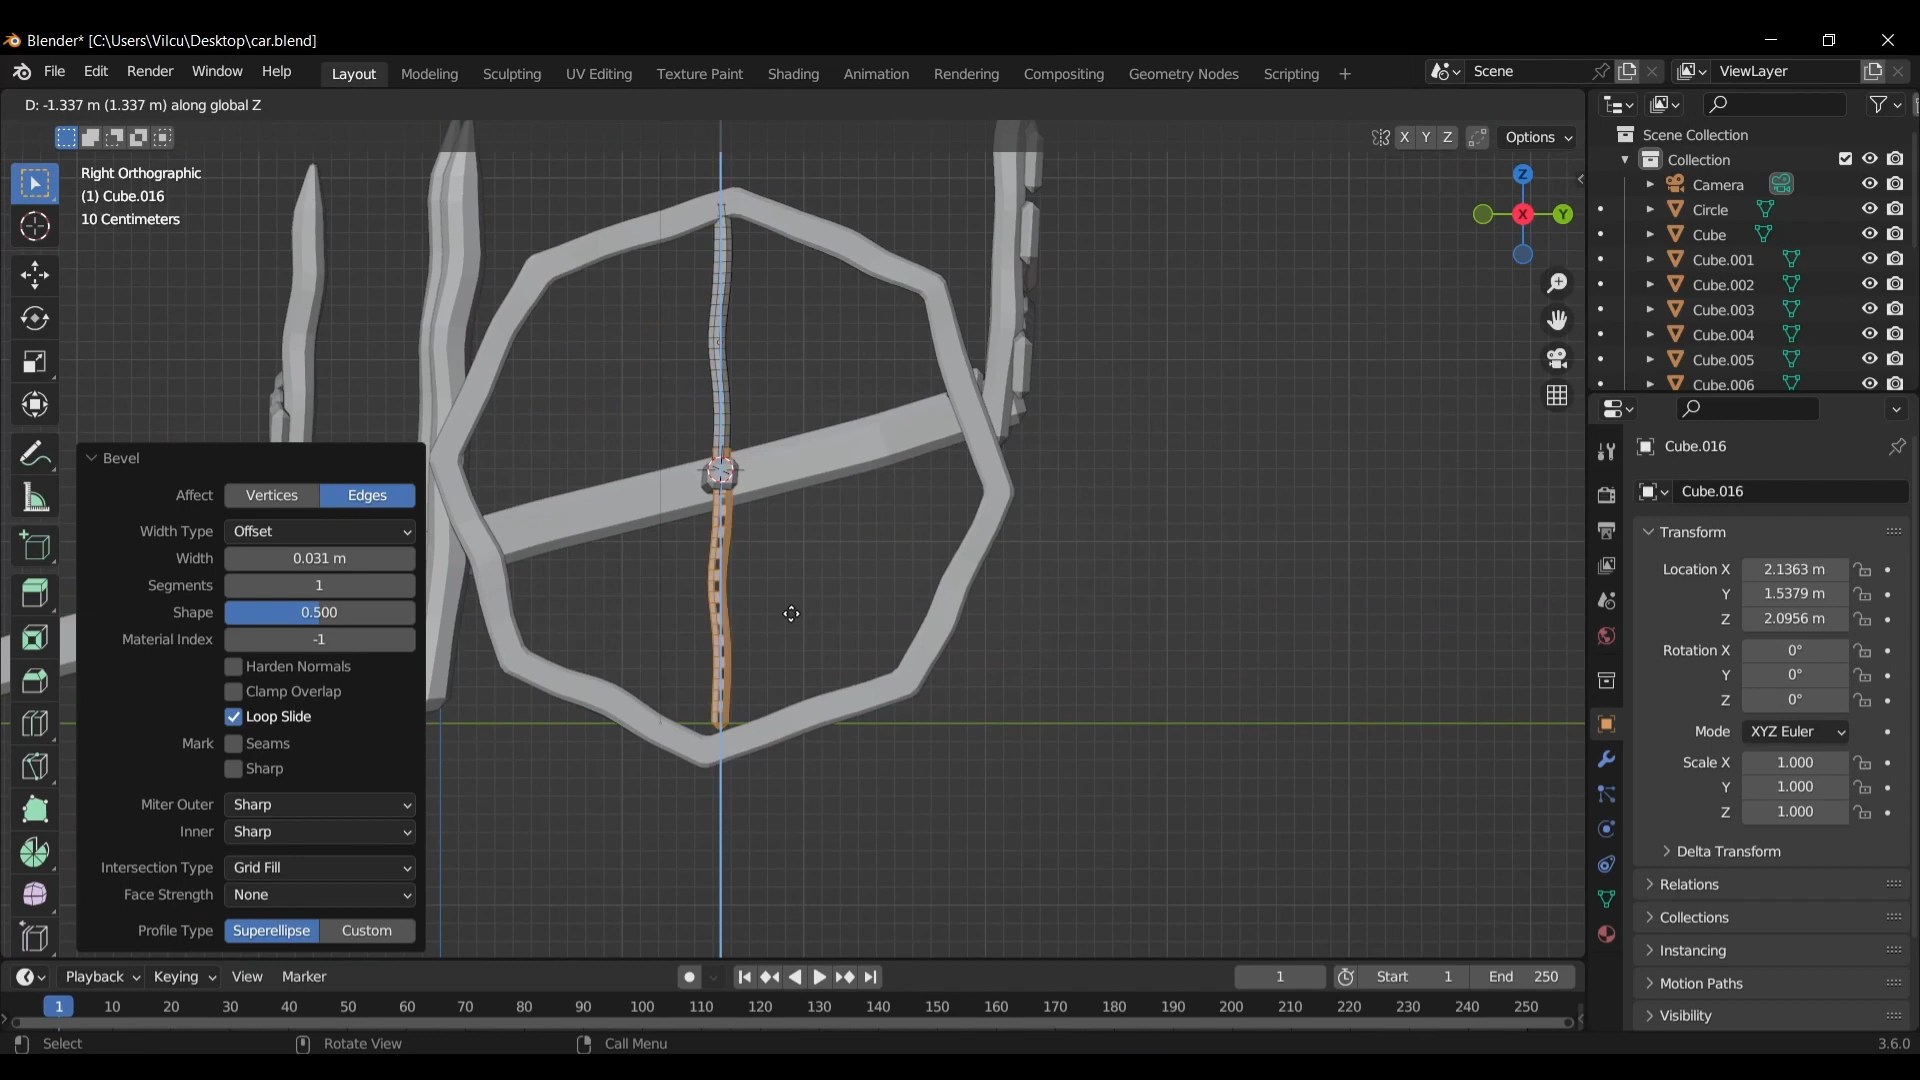 Blender* [C:\Users\Vilcu\Desktop\car.blend]
File Edit Render Window Help Layout Modeling Sculpting UV Editing Texture Paint Shading Animation Rendering Compositing Geometry Nodes Scripting + Scene ViewLayer
D: -1.337 m (1.337 m) along global Z
X Y Z Options
Right Orthographic
(1) Cube.016
10 Centimeters
Z
X Y
Scene Collection
Collection
Camera
Circle
Cube
Cube.001
Cube.002
Cube.003
Cube.004
Cube.005
Cube.006
Bevel
Affect Vertices Edges
Width Type Offset
Width 0.031 m
Segments 1
Shape 0.500
Material Index -1
Harden Normals
Clamp Overlap
Loop Slide
Mark Seams
Sharp
Miter Outer Sharp
Inner Sharp
Intersection Type Grid Fill
Face Strength None
Profile Type Superellipse Custom
Cube.016
Cube.016
Transform
Location X 2.1363 m
Y 1.5379 m
Z 2.0956 m
Rotation X 0°
Y 0°
Z 0°
Mode XYZ Euler
Scale X 1.000
Y 1.000
Z 1.000
Delta Transform
Relations
Collections
Instancing
Motion Paths
Visibility
Playback Keying View Marker 1 Start 1 End 250
1 10 20 30 40 50 60 70 80 90 100 110 120 130 140 150 160 170 180 190 200 210 220 230 240 250
Select Rotate View Call Menu 3.6.0